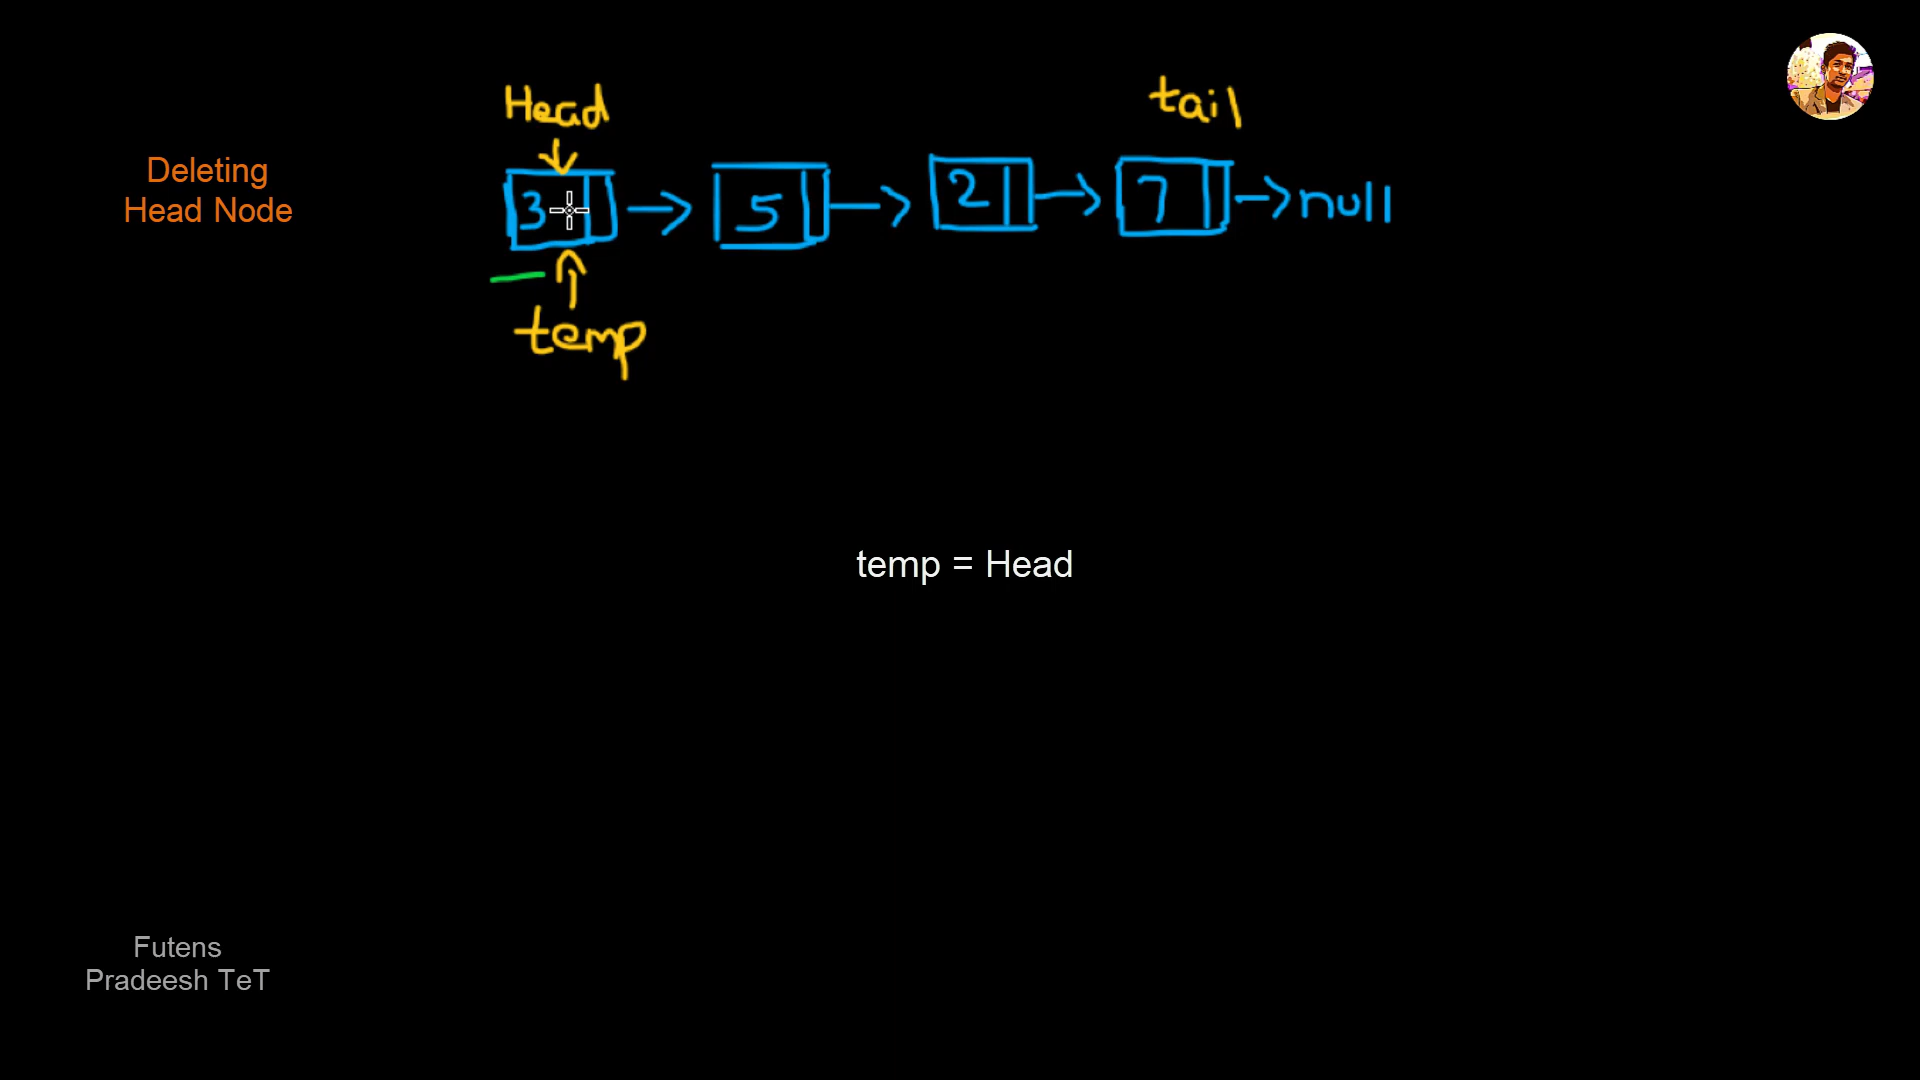 Head
tail
Deleting
Head Node
3 5 2 7 null
temp
temp = Head
Futens
Pradeesh TeT